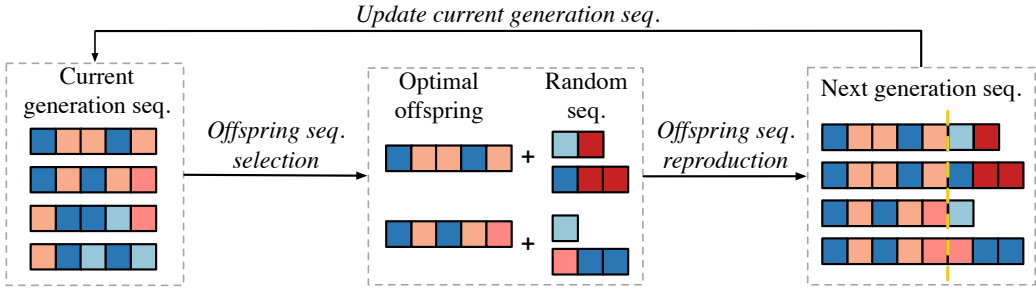 Update current generation seq.
Current
generation seq.
Offspring seq.
selection
Optimal
offspring
Random
seq.
+
+
Offspring seq.
reproduction
Next generation seq.